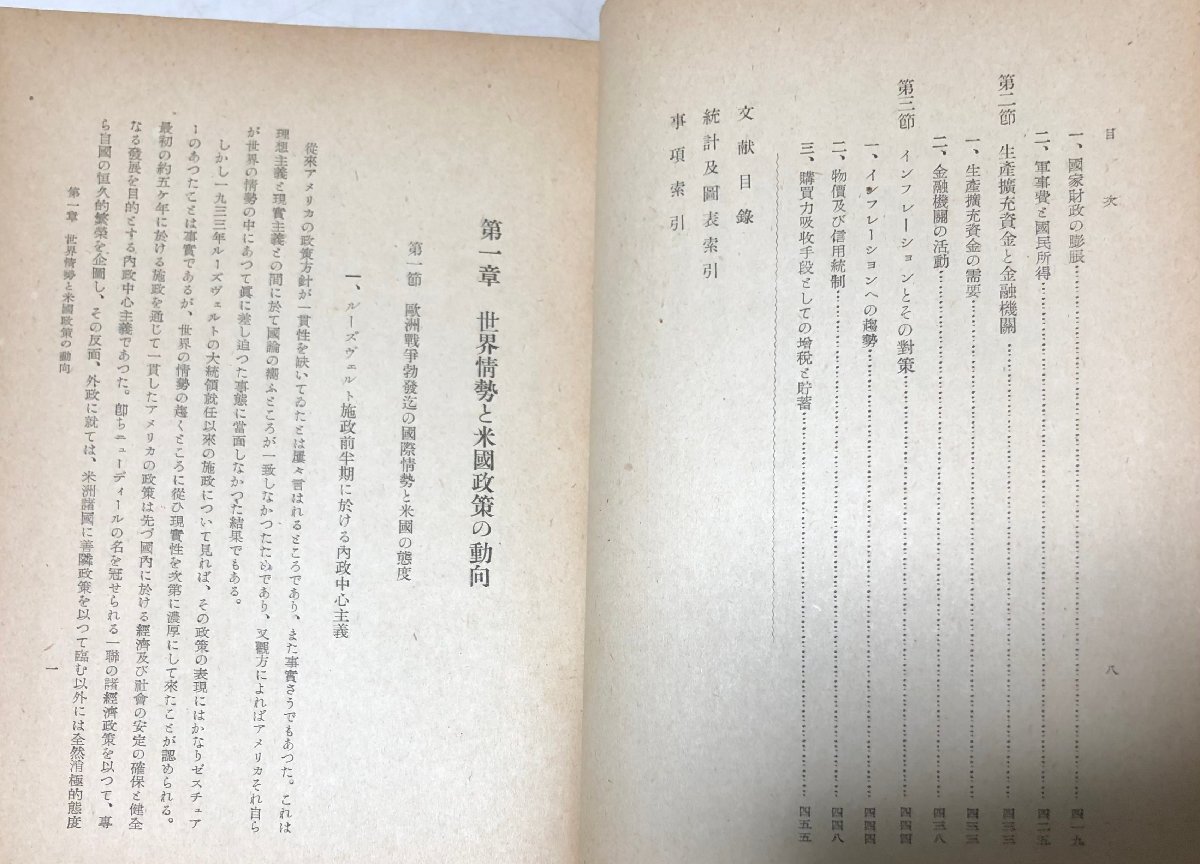 目次
八
一、國家財政の膨脹…………四一九
二、軍事費と國民所得…………四二五
第二節 生產擴充資金と金融機關…………四三三
一、生產擴充資金の需要…………四三三
二、金融機關の活動…………四三八
第三節 インフレーションとその對策…………四四四
一、インフレーションへの趨勢…………四四四
二、物價及び信用統制…………四四八
三、購買力吸收手段としての增稅と貯蓄…………四五五
文献目錄
統計及圖表索引
事項索引
第一章 世界情勢と米國政策の動向
第一節 歐洲戰爭勃發迄の國際情勢と米國の態度
一、ルーズヴェルト施政前半期に於ける內政中心主義
從來アメリカの政策方針が一貫性を缺いてゐたとは屢々言はれるところであり、また事實さうでもあつた。これは
理想主義と現實主義との間に於て國論の嚮ふところが一致しなかつたためであり、又觀方によればアメリカそれ自ら
が世界の情勢の中にあつて眞に差し迫つた事態に當面しなかつた結果でもある。
しかし一九三三年ルーズヴェルトの大統領就任以來の施政について見れば、その政策の表現にはかなりゼスチュア
ーのあつたことは事實であるが、世界の情勢の趨くところに從ひ現實性を次第に濃厚にして來たことが認められる。
最初の約五ケ年に於ける施政を通じて一貫したアメリカの政策は先づ國內に於ける經濟及び社會の安定の確保と健全
なる發展を目的とする內政中心主義であつた。卽ちニューディールの名を冠せられる一聯の諸經濟政策を以つて、專
ら自國の恒久的繁榮を企圖し、その反面、外政に就ては、米洲諸國に善隣政策を以つて臨む以外には全然消極的態度
第一章 世界情勢と米國政策の動向
一